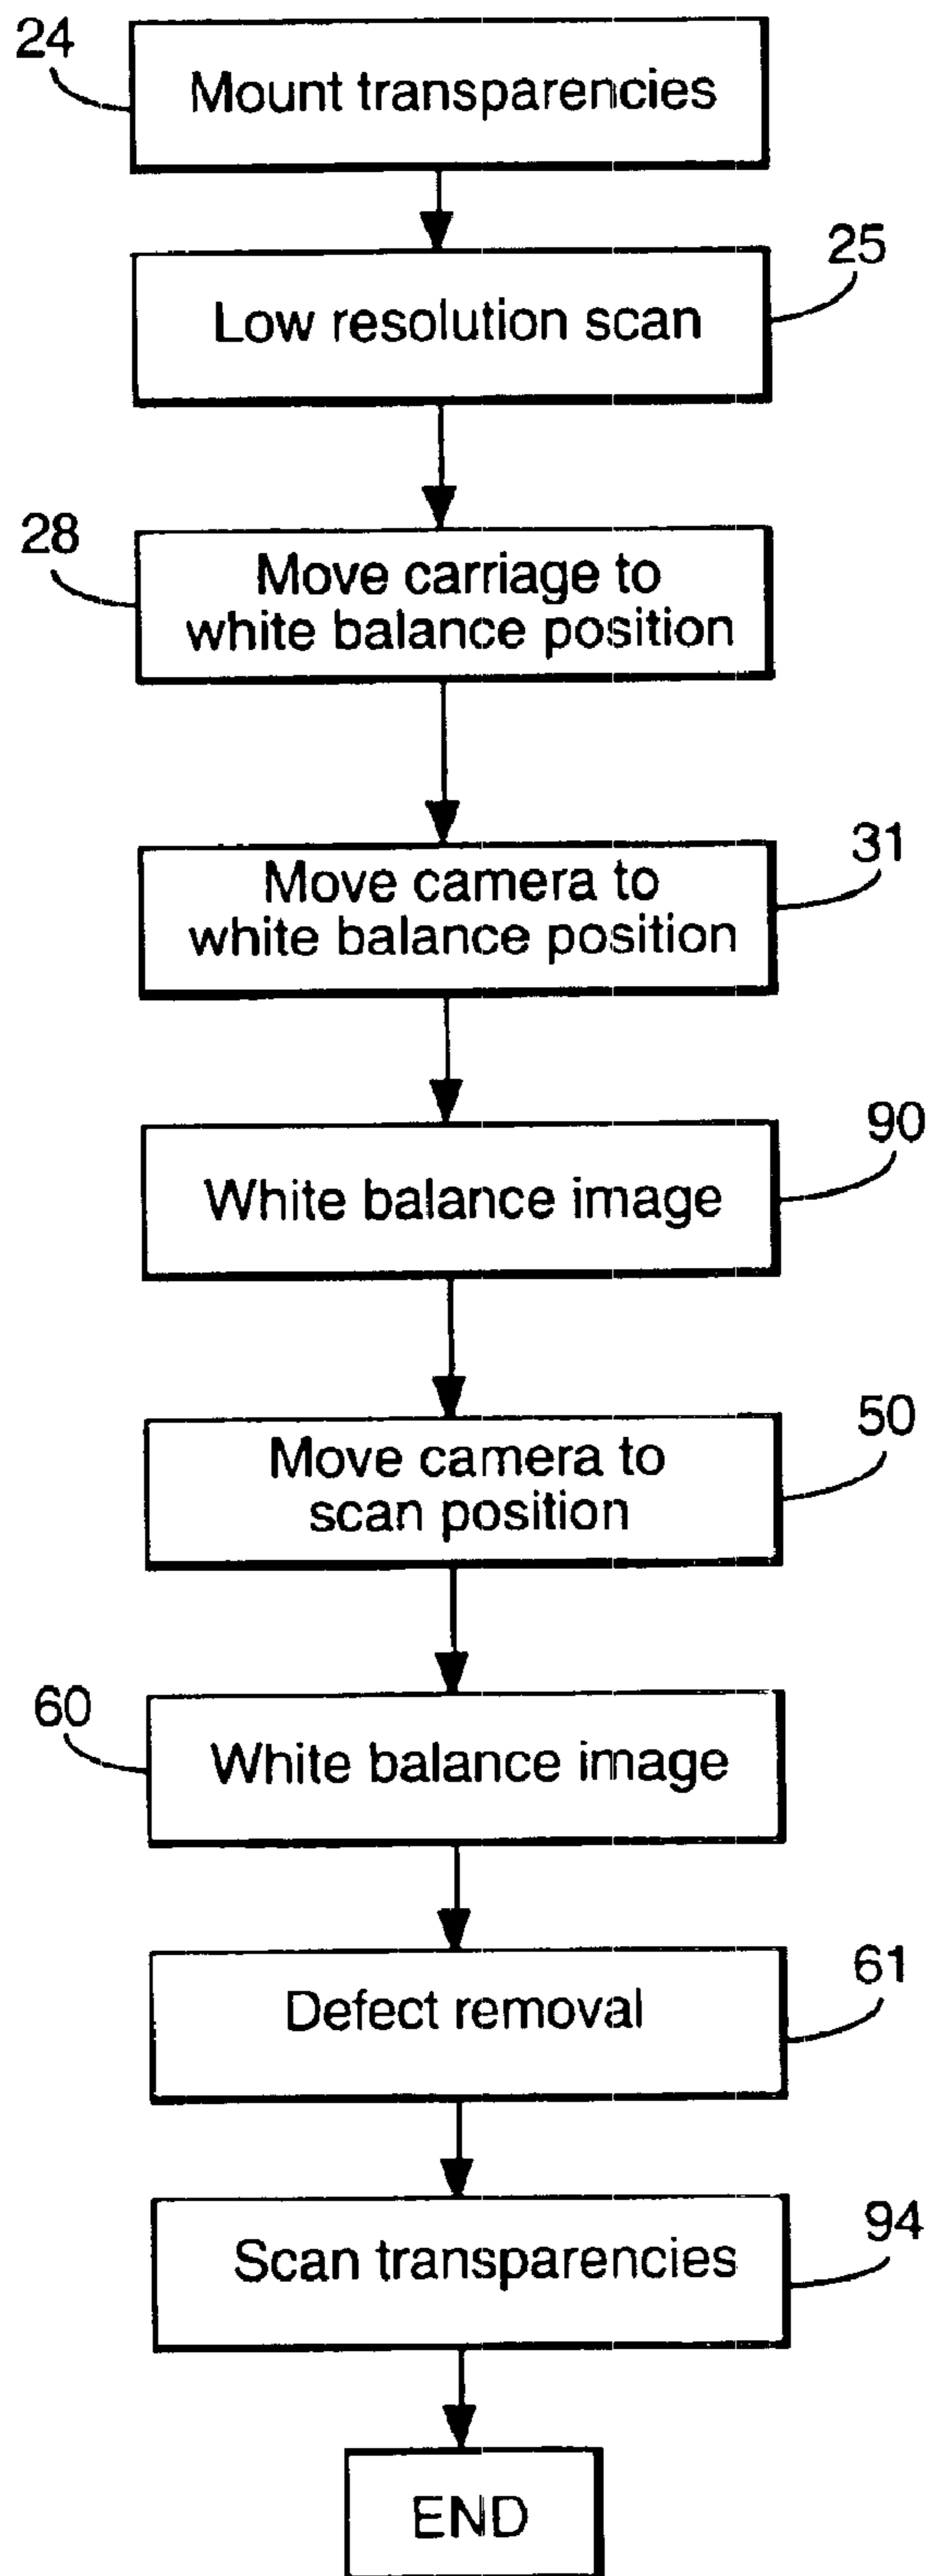 24
Mount transparencies
25
Low resolution scan
28
Move carriage to
white balance position
31
Move camera to
white balance position
90
White balance image
50
Move camera to
scan position
60
White balance image
61
Defect removal
94
Scan transparencies
END